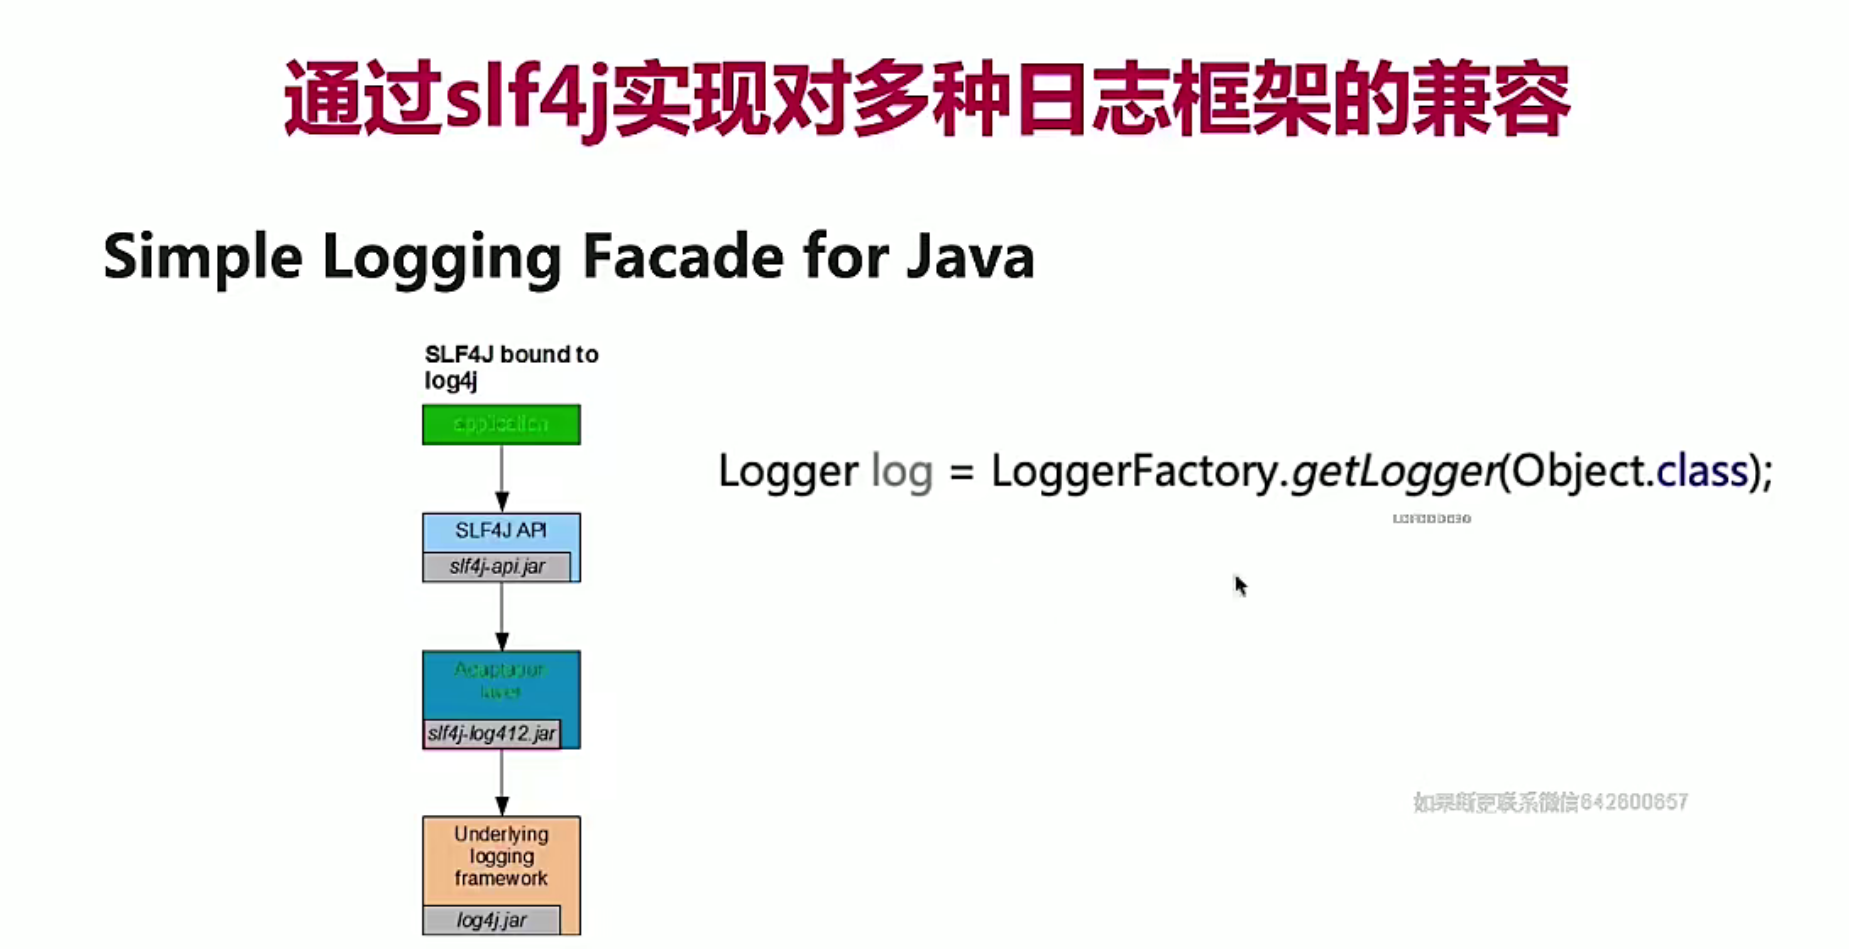 通过slf4j实现对多种日志框架的兼容
Simple Logging Facade for Java
SLF4J bound to
log4j
application
SLF4J API
slf4j-api.jar
Adaptation
layer
slf4j-log412.jar
Underlying
logging
framework
log4j.jar
Logger log = LoggerFactory.getLogger(Object.class);
如果断更联系微信642600657